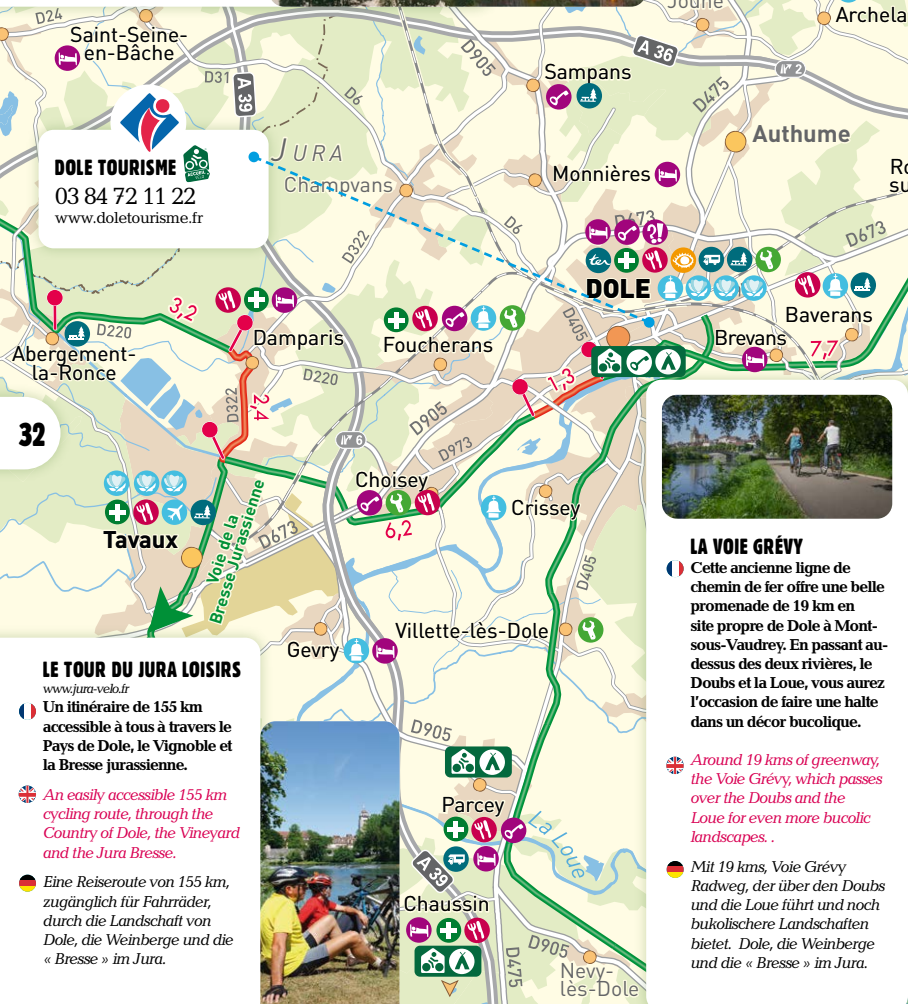 D24
Joune
Archela
Saint-Seine-
en-Bâche
D905
A 36
N° 2
D31
A 39
D6
Sampans
D475
Authume
DOLE TOURISME
ACCUEIL
03 84 72 11 22
www.doletourisme.fr
JURA
Champvans
Monnières
Ro
su
D322
D6
D473
D673
?!
ter
DOLE
D405
Baverans
Brevans
7,7
3,2
D220
Abergement-
la-Ronce
Damparis
Foucherans
D220
1,3
D322
2,4
D905
32
N° 6
D973
Choisey
Crissey
6,2
Tavaux
Voie de la
Bresse Jurassienne
D673
D405
Gevry
Villette-lès-Dole
LA VOIE GRÉVY
Cette ancienne ligne de
chemin de fer offre une belle
promenade de 19 km en
site propre de Dole à Mont-
sous-Vaudrey. En passant au-
dessus des deux rivières, le
Doubs et la Loue, vous aurez
l'occasion de faire une halte
dans un décor bucolique.
Around 19 kms of greenway,
the Voie Grévy, which passes
over the Doubs and the
Loue for even more bucolic
landscapes. .
Mit 19 kms, Voie Grévy
Radweg, der über den Doubs
und die Loue führt und noch
bukolischere Landschaften
bietet. Dole, die Weinberge
und die « Bresse » im Jura.
LE TOUR DU JURA LOISIRS
www.jura-velo.fr
Un itinéraire de 155 km
accessible à tous à travers le
Pays de Dole, le Vignoble et
la Bresse jurassienne.
An easily accessible 155 km
cycling route, through the
Country of Dole, the Vineyard
and the Jura Bresse.
Eine Reiseroute von 155 km,
zugänglich für Fahrräder,
durch die Landschaft von
Dole, die Weinberge und die
« Bresse » im Jura.
D905
Parcey
La Loue
A 39
Chaussin
D475
D905
Nevy-
lès-Dole